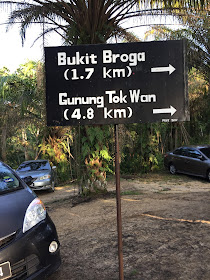 Bukit Broga
(1.7 km) →
Gunung Tok Wan
(4.8 km) →